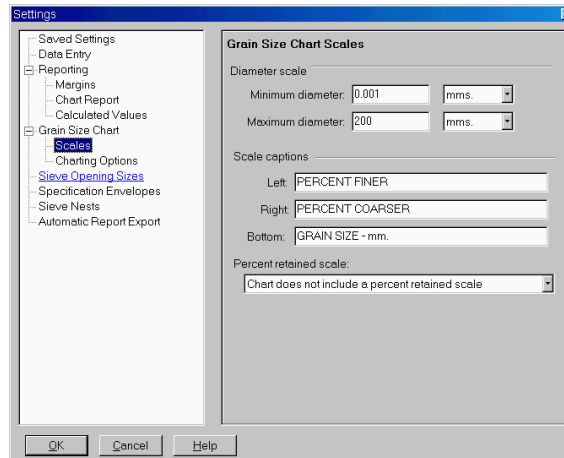 Settings
Saved Settings
Data Entry
Reporting
Margins
Chart Report
Calculated Values
Grain Size Chart
Scales
Charting Options
Sieve Opening Sizes
Specification Envelopes
Sieve Nests
Automatic Report Export
Grain Size Chart Scales
Diameter scale
Minimum diameter: 0.001 mms.
Maximum diameter: 200 mms.
Scale captions
Left: PERCENT FINER
Right: PERCENT COARSER
Bottom: GRAIN SIZE - mm.
Percent retained scale:
Chart does not include a percent retained scale
OK Cancel Help